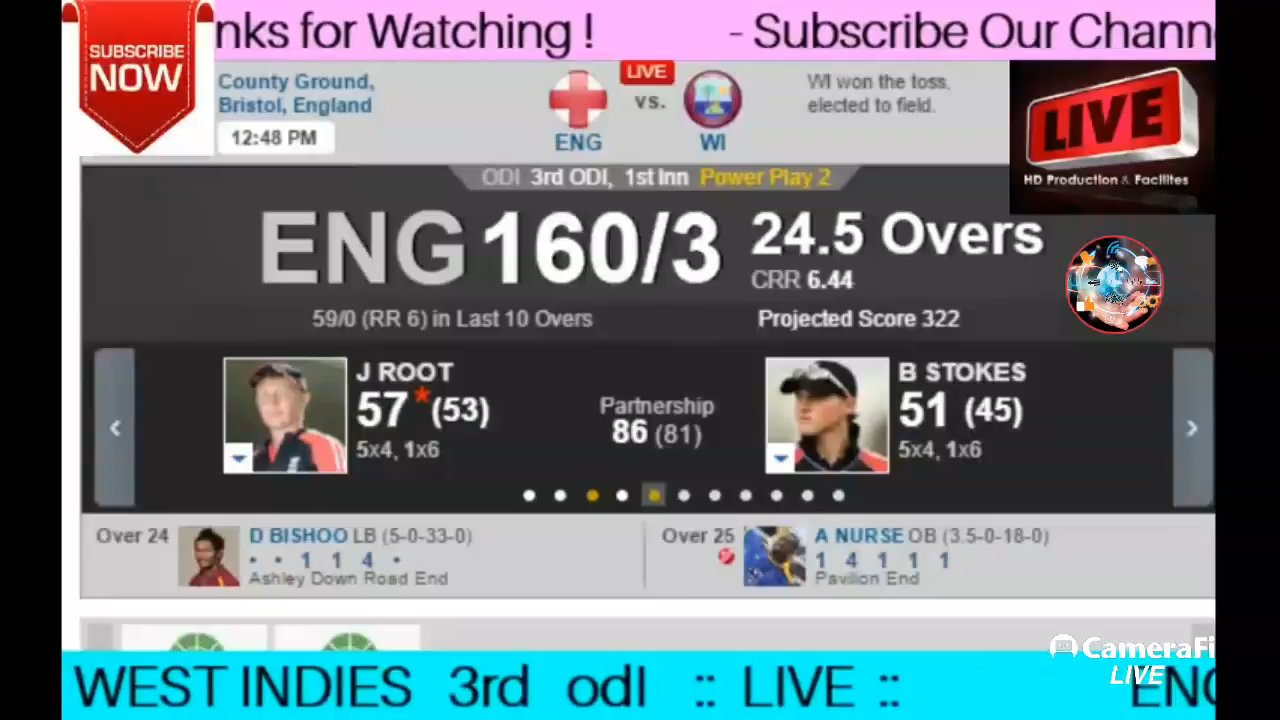 nks for Watching ! - Subscribe Our Chann
SUBSCRIBE
NOW
County Ground,
Bristol, England
12:48 PM
LIVE
vs.
ENG
WI
WI won the toss,
elected to field.
LIVE
HD Production & Facilites
ODI 3rd ODI, 1st Inn Power Play 2
ENG 160/3
24.5 Overs
CRR 6.44
59/0 (RR 6) in Last 10 Overs
Projected Score 322
J ROOT
57* (53)
5x4, 1x6
Partnership
86 (81)
B STOKES
51 (45)
5x4, 1x6
Over 24
D BISHOO LB (5-0-33-0)
• • 1 1 4 •
Ashley Down Road End
Over 25
A NURSE OB (3.5-0-18-0)
1 4 1 1 1
Pavilion End
CameraFi
LIVE
WEST INDIES 3rd odI :: LIVE :: ENG